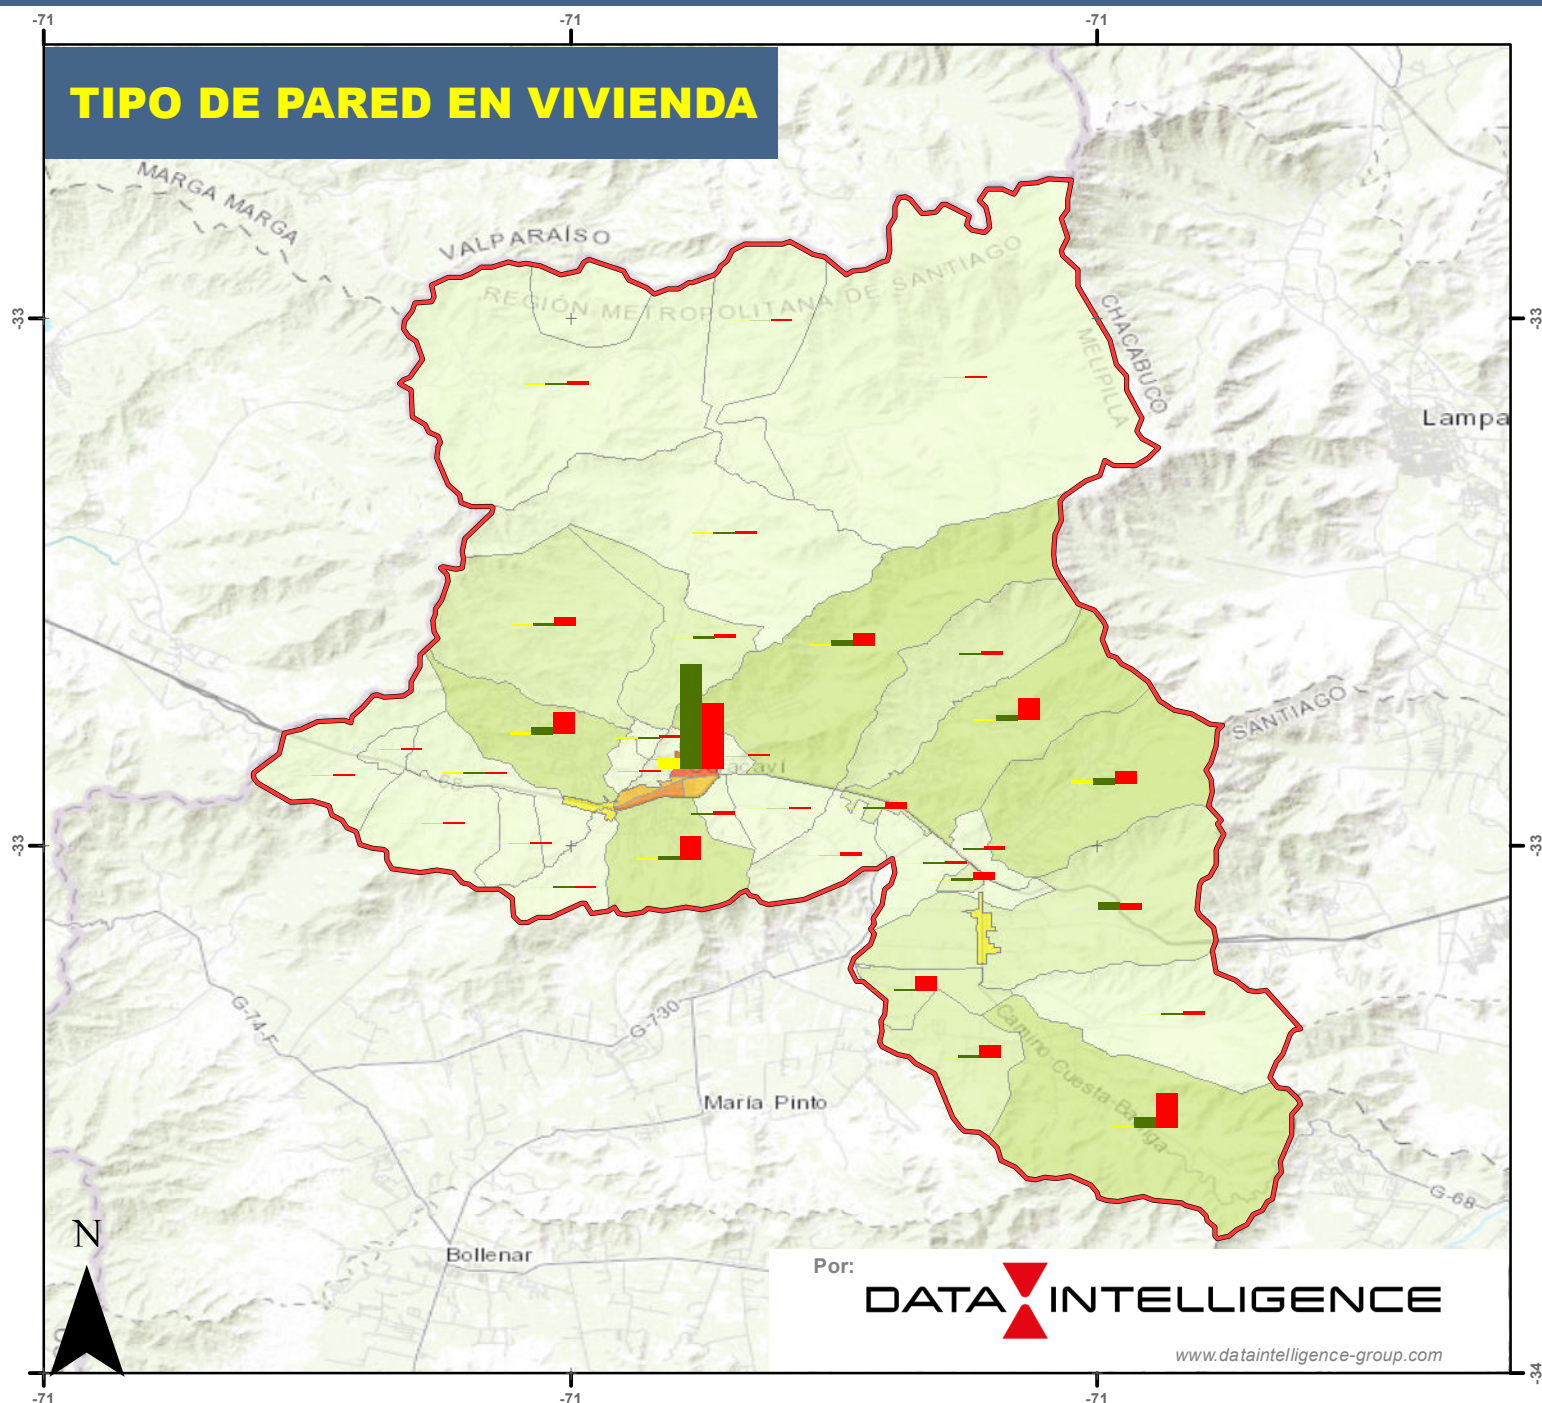 -71
-71
TIPO DE PARED EN VIVIENDA
MARGA MARGA
VALPARAÍSO
REGIÓN METROPOLITANA DE SANTIAGO
-33
-33
CHACABUCO
MELIPILLA
Lampa
SANTIAGO
-33
-33
G-730
G-74-F
Camino-Cuesta-Barriga
María Pinto
G-68
N
Bollenar
Por:
DATA INTELLIGENCE
www.dataintelligence-group.com
-34
-71
-71
-71